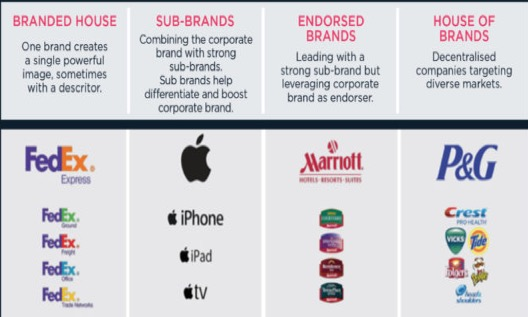 BRANDED HOUSE
One brand creates
a single powerful
image, sometimes
with a descritor.
SUB-BRANDS
Combining the corporate
brand with strong
sub-brands.
Sub brands help
differentiate and boost
corporate brand.
ENDORSED
BRANDS
Leading with a
strong sub-brand but
leveraging corporate
brand as endorser.
HOUSE OF
BRANDS
Decentralised
companies targeting
diverse markets.
FedEx.
Express
FedEx.
Ground
FedEx.
Freight
FedEx.
Office
FedEx.
Trade Networks
iPhone
iPad
tv
Marriott
HOTELS · RESORTS · SUITES
P&G
Crest
PRO-HEALTH
VICKS
Tide
Folgers
head&
shoulders